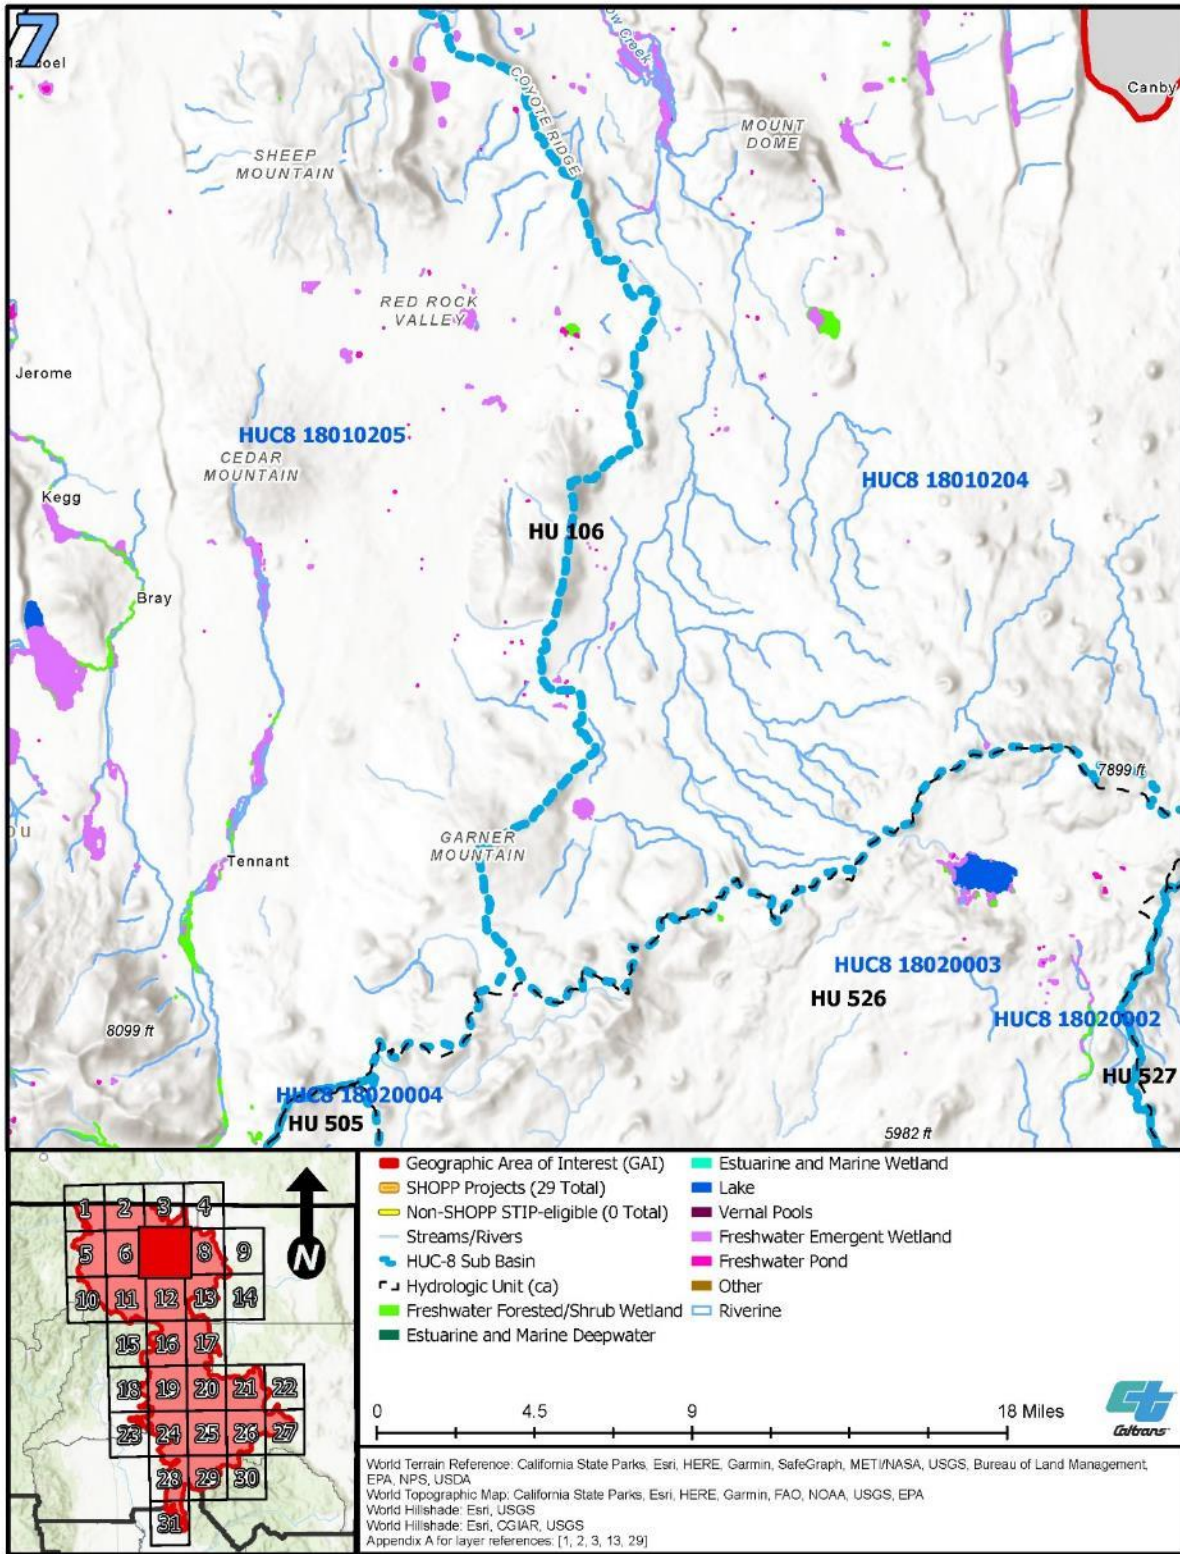 7
Canby
COYOTE RIDGE
MOUNT
DOME
SHEEP
MOUNTAIN
RED ROCK
VALLEY
Jerome
HUC8 18010205
CEDAR
MOUNTAIN
HUC8 18010204
Kegg
HU 106
Bray
7899 ft
GARNER
MOUNTAIN
Tennant
HUC8 18020003
HU 526
HUC8 18020002
8099 ft
HU 527
HUC8 18020004
HU 505
5982 ft
1 2 3 4
5 6 8 9
10 11 12 13 14
15 16 17
18 19 20 21 22
23 24 25 26 27
28 29 30
31
N
Geographic Area of Interest (GAI)
SHOPP Projects (29 Total)
Non-SHOPP STIP-eligible (0 Total)
Streams/Rivers
HUC-8 Sub Basin
Hydrologic Unit (ca)
Freshwater Forested/Shrub Wetland
Estuarine and Marine Deepwater
Estuarine and Marine Wetland
Lake
Vernal Pools
Freshwater Emergent Wetland
Freshwater Pond
Other
Riverine
0 4.5 9 18 Miles
ct
Caltrans
World Terrain Reference: California State Parks, Esri, HERE, Garmin, SafeGraph, METI/NASA, USGS, Bureau of Land Management,
EPA, NPS, USDA
World Topographic Map: California State Parks, Esri, HERE, Garmin, FAO, NOAA, USGS, EPA
World Hillshade: Esri, USGS
World Hillshade: Esri, CGIAR, USGS
Appendix A for layer references: [1, 2, 3, 13, 29]